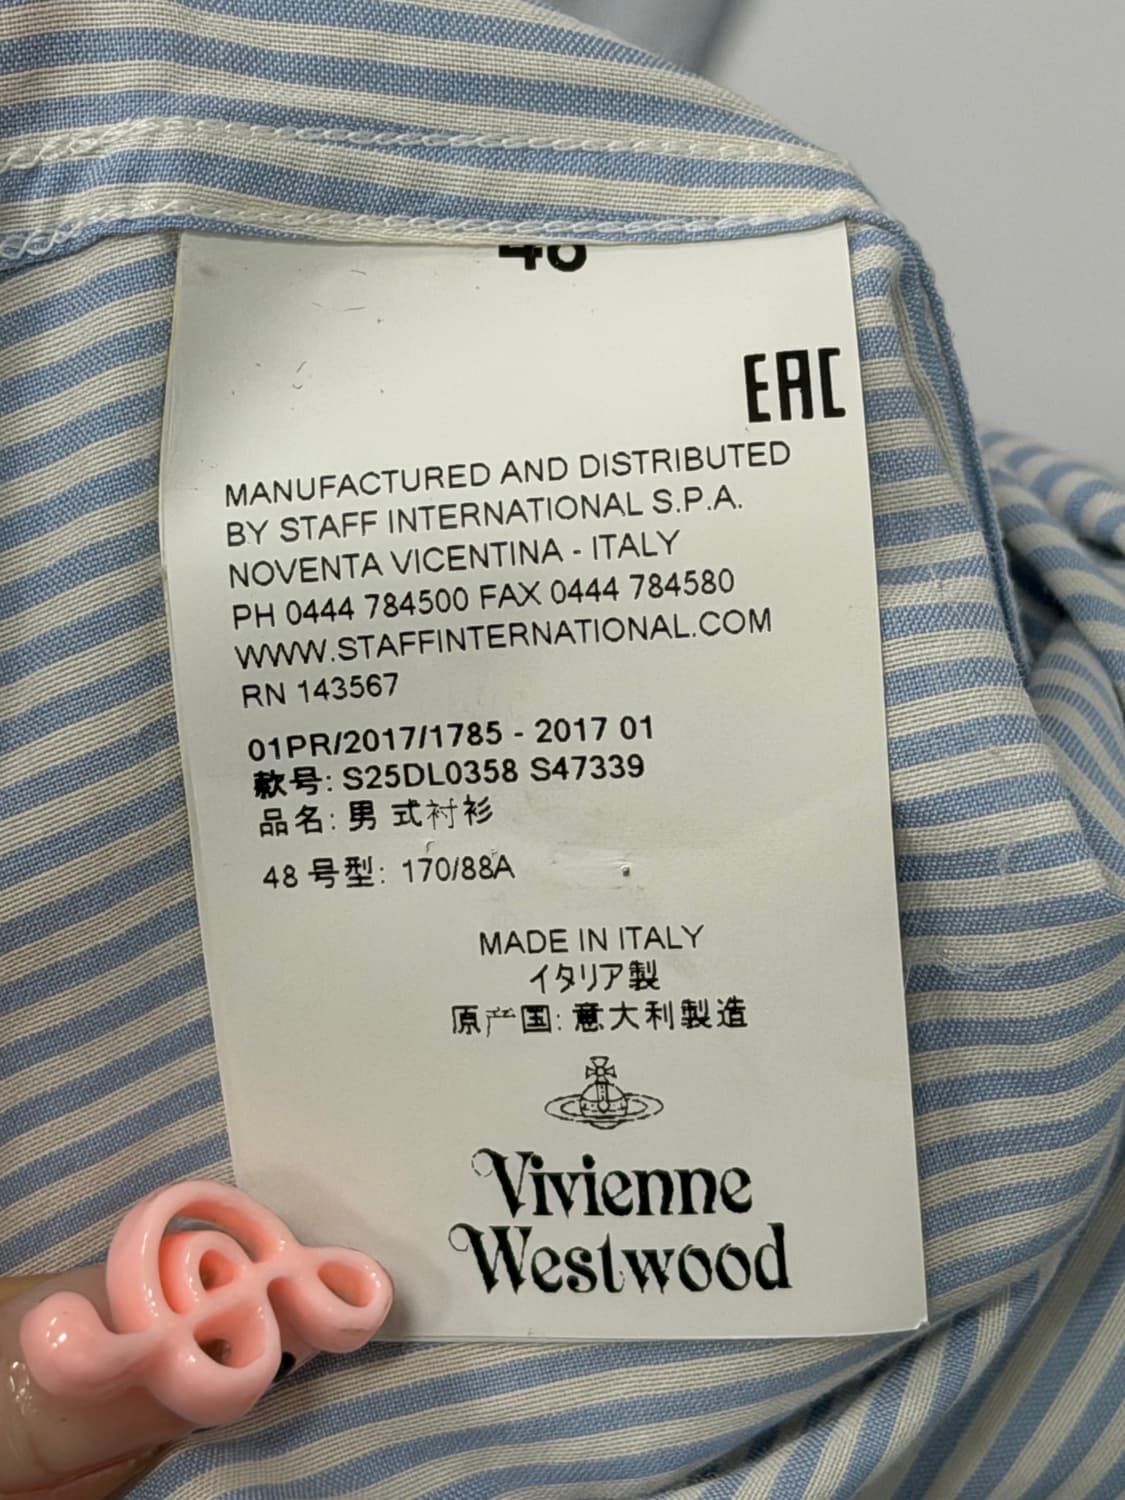 48
EAC
MANUFACTURED AND DISTRIBUTED
BY STAFF INTERNATIONAL S.P.A.
NOVENTA VICENTINA - ITALY
PH 0444 784500 FAX 0444 784580
WWW.STAFFINTERNATIONAL.COM
RN 143567
01PR/2017/1785 - 2017 01
款号: S25DL0358 S47339
品名: 男 式衬衫
48 号型: 170/88A
MADE IN ITALY
イタリア製
原产国: 意大利製造
Vivienne
Westwood